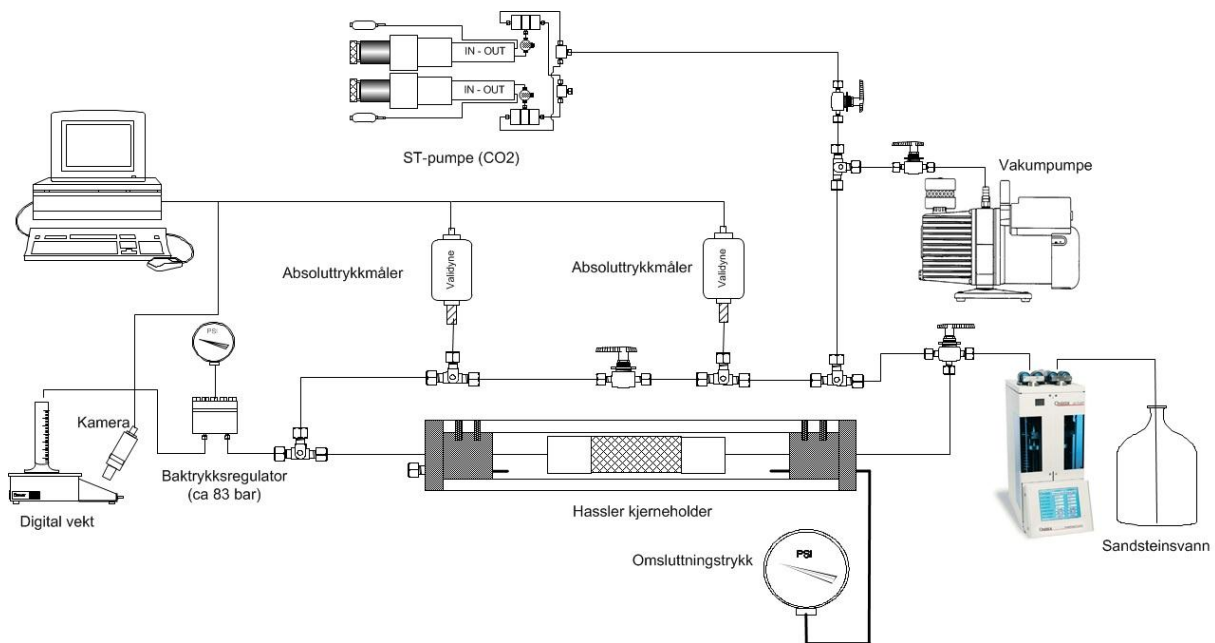 IN - OUT
IN - OUT
ST-pumpe (CO2)
Vakumpumpe
Absoluttrykkmåler
Validyne
Absoluttrykkmåler
Validyne
PSI
Kamera
Baktrykksregulator
(ca 83 bar)
Digital vekt
Hassler kjerneholder
Omsluttningstrykk
PSI
Sandsteinsvann